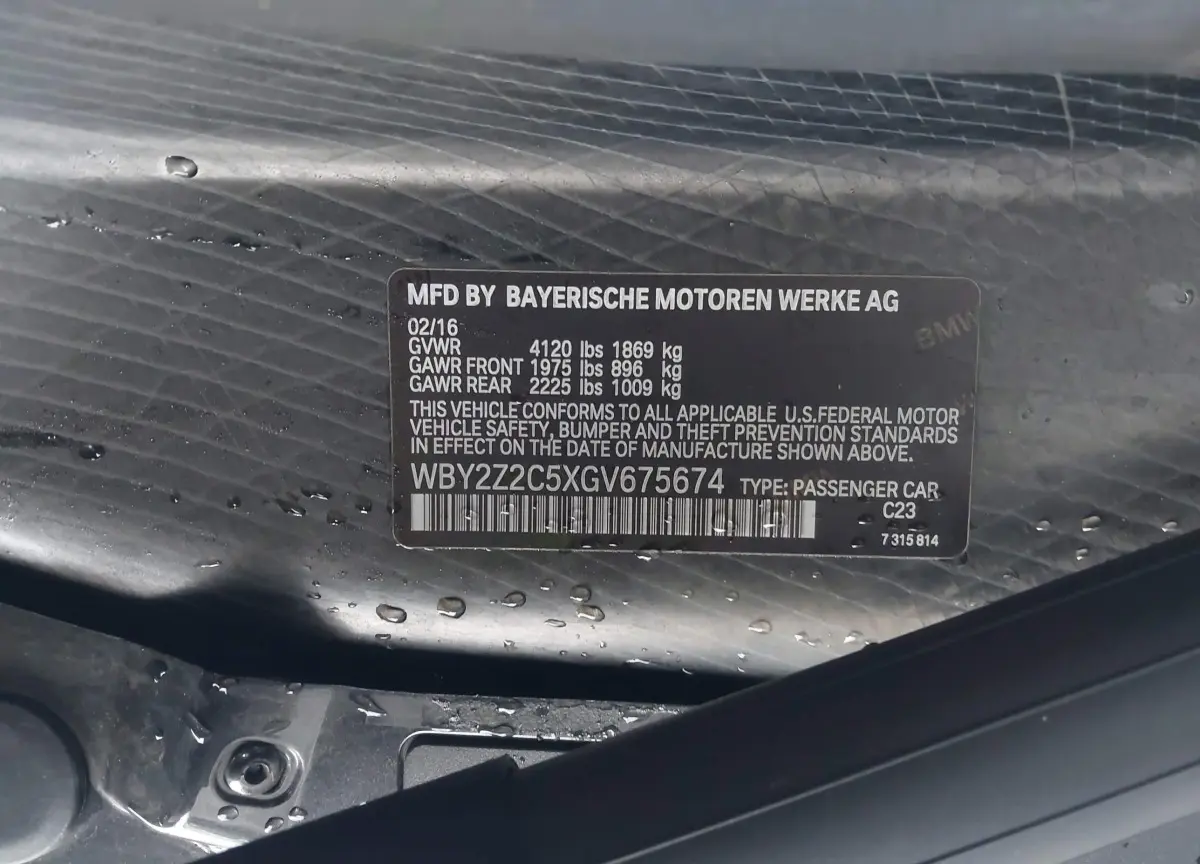 MFD BY BAYERISCHE MOTOREN WERKE AG
BMW
02/16
GVWR 4120 lbs 1869 kg
GAWR FRONT 1975 lbs 896 kg
GAWR REAR 2225 lbs 1009 kg
THIS VEHICLE CONFORMS TO ALL APPLICABLE U.S.FEDERAL MOTOR
VEHICLE SAFETY, BUMPER AND THEFT PREVENTION STANDARDS
IN EFFECT ON THE DATE OF MANUFACTURE SHOWN ABOVE.
WBY2Z2C5XGV675674 TYPE: PASSENGER CAR
C23
7 315 814